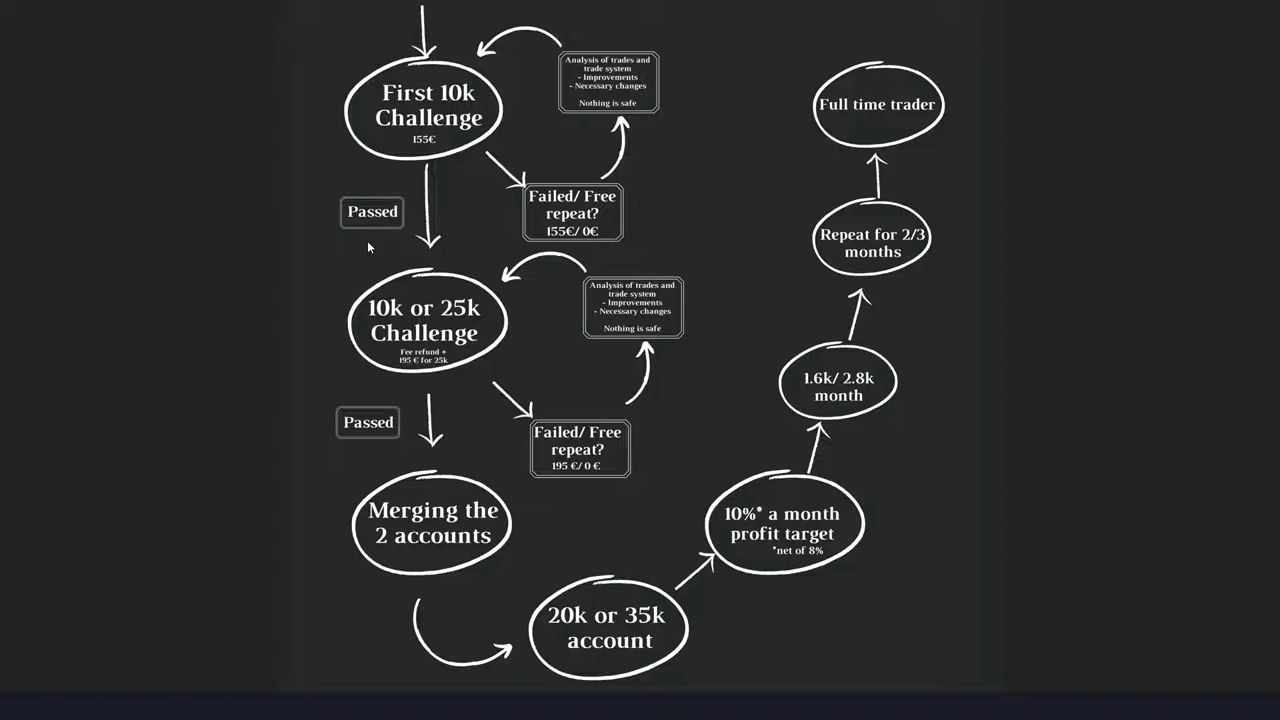 First 10k
Challenge
155€
Analysis of trades and
trade system
- Improvements
- Necessary changes
Nothing is safe
Failed/ Free
repeat?
155€/ 0€
Passed
10k or 25k
Challenge
Fee refund +
195 € for 25k
Analysis of trades and
trade system
- Improvements
- Necessary changes
Nothing is safe
Failed/ Free
repeat?
195 €/ 0 €
Passed
Merging the
2 accounts
20k or 35k
account
10%* a month
profit target
*net of 8%
1.6k/ 2.8k
month
Repeat for 2/3
months
Full time trader